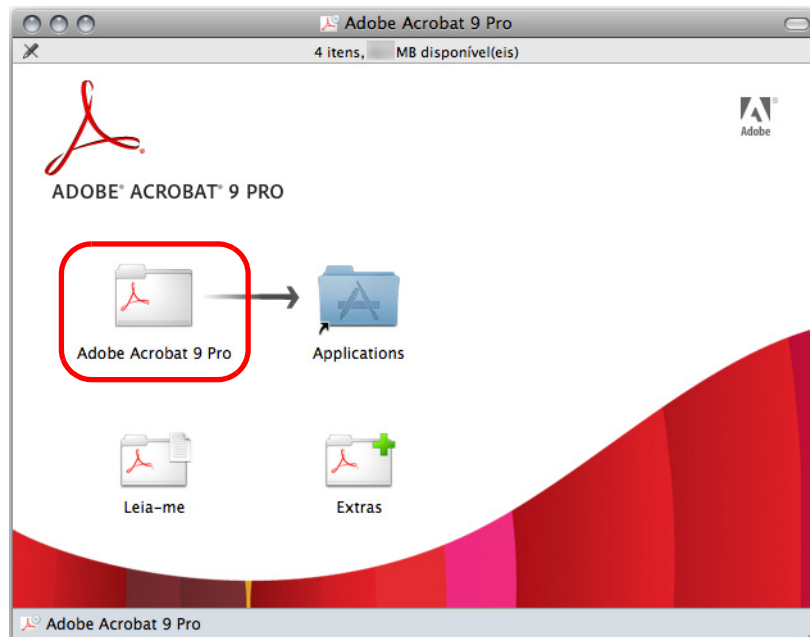 Adobe Acrobat 9 Pro
4 itens, MB disponível(eis)
Adobe
ADOBE® ACROBAT® 9 PRO
Adobe Acrobat 9 Pro
Applications
Leia-me
Extras
Adobe Acrobat 9 Pro